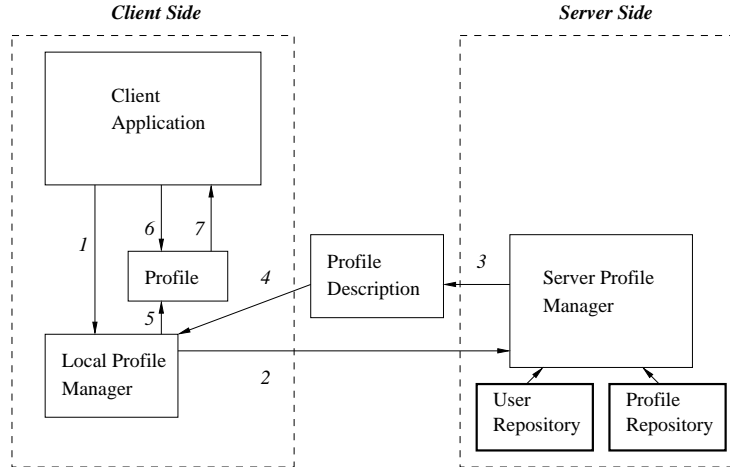 Client Side
Server Side
Client
Application
1
6
7
Profile
5
Local Profile
Manager
4
2
Profile
Description
3
Server Profile
Manager
User
Repository
Profile
Repository